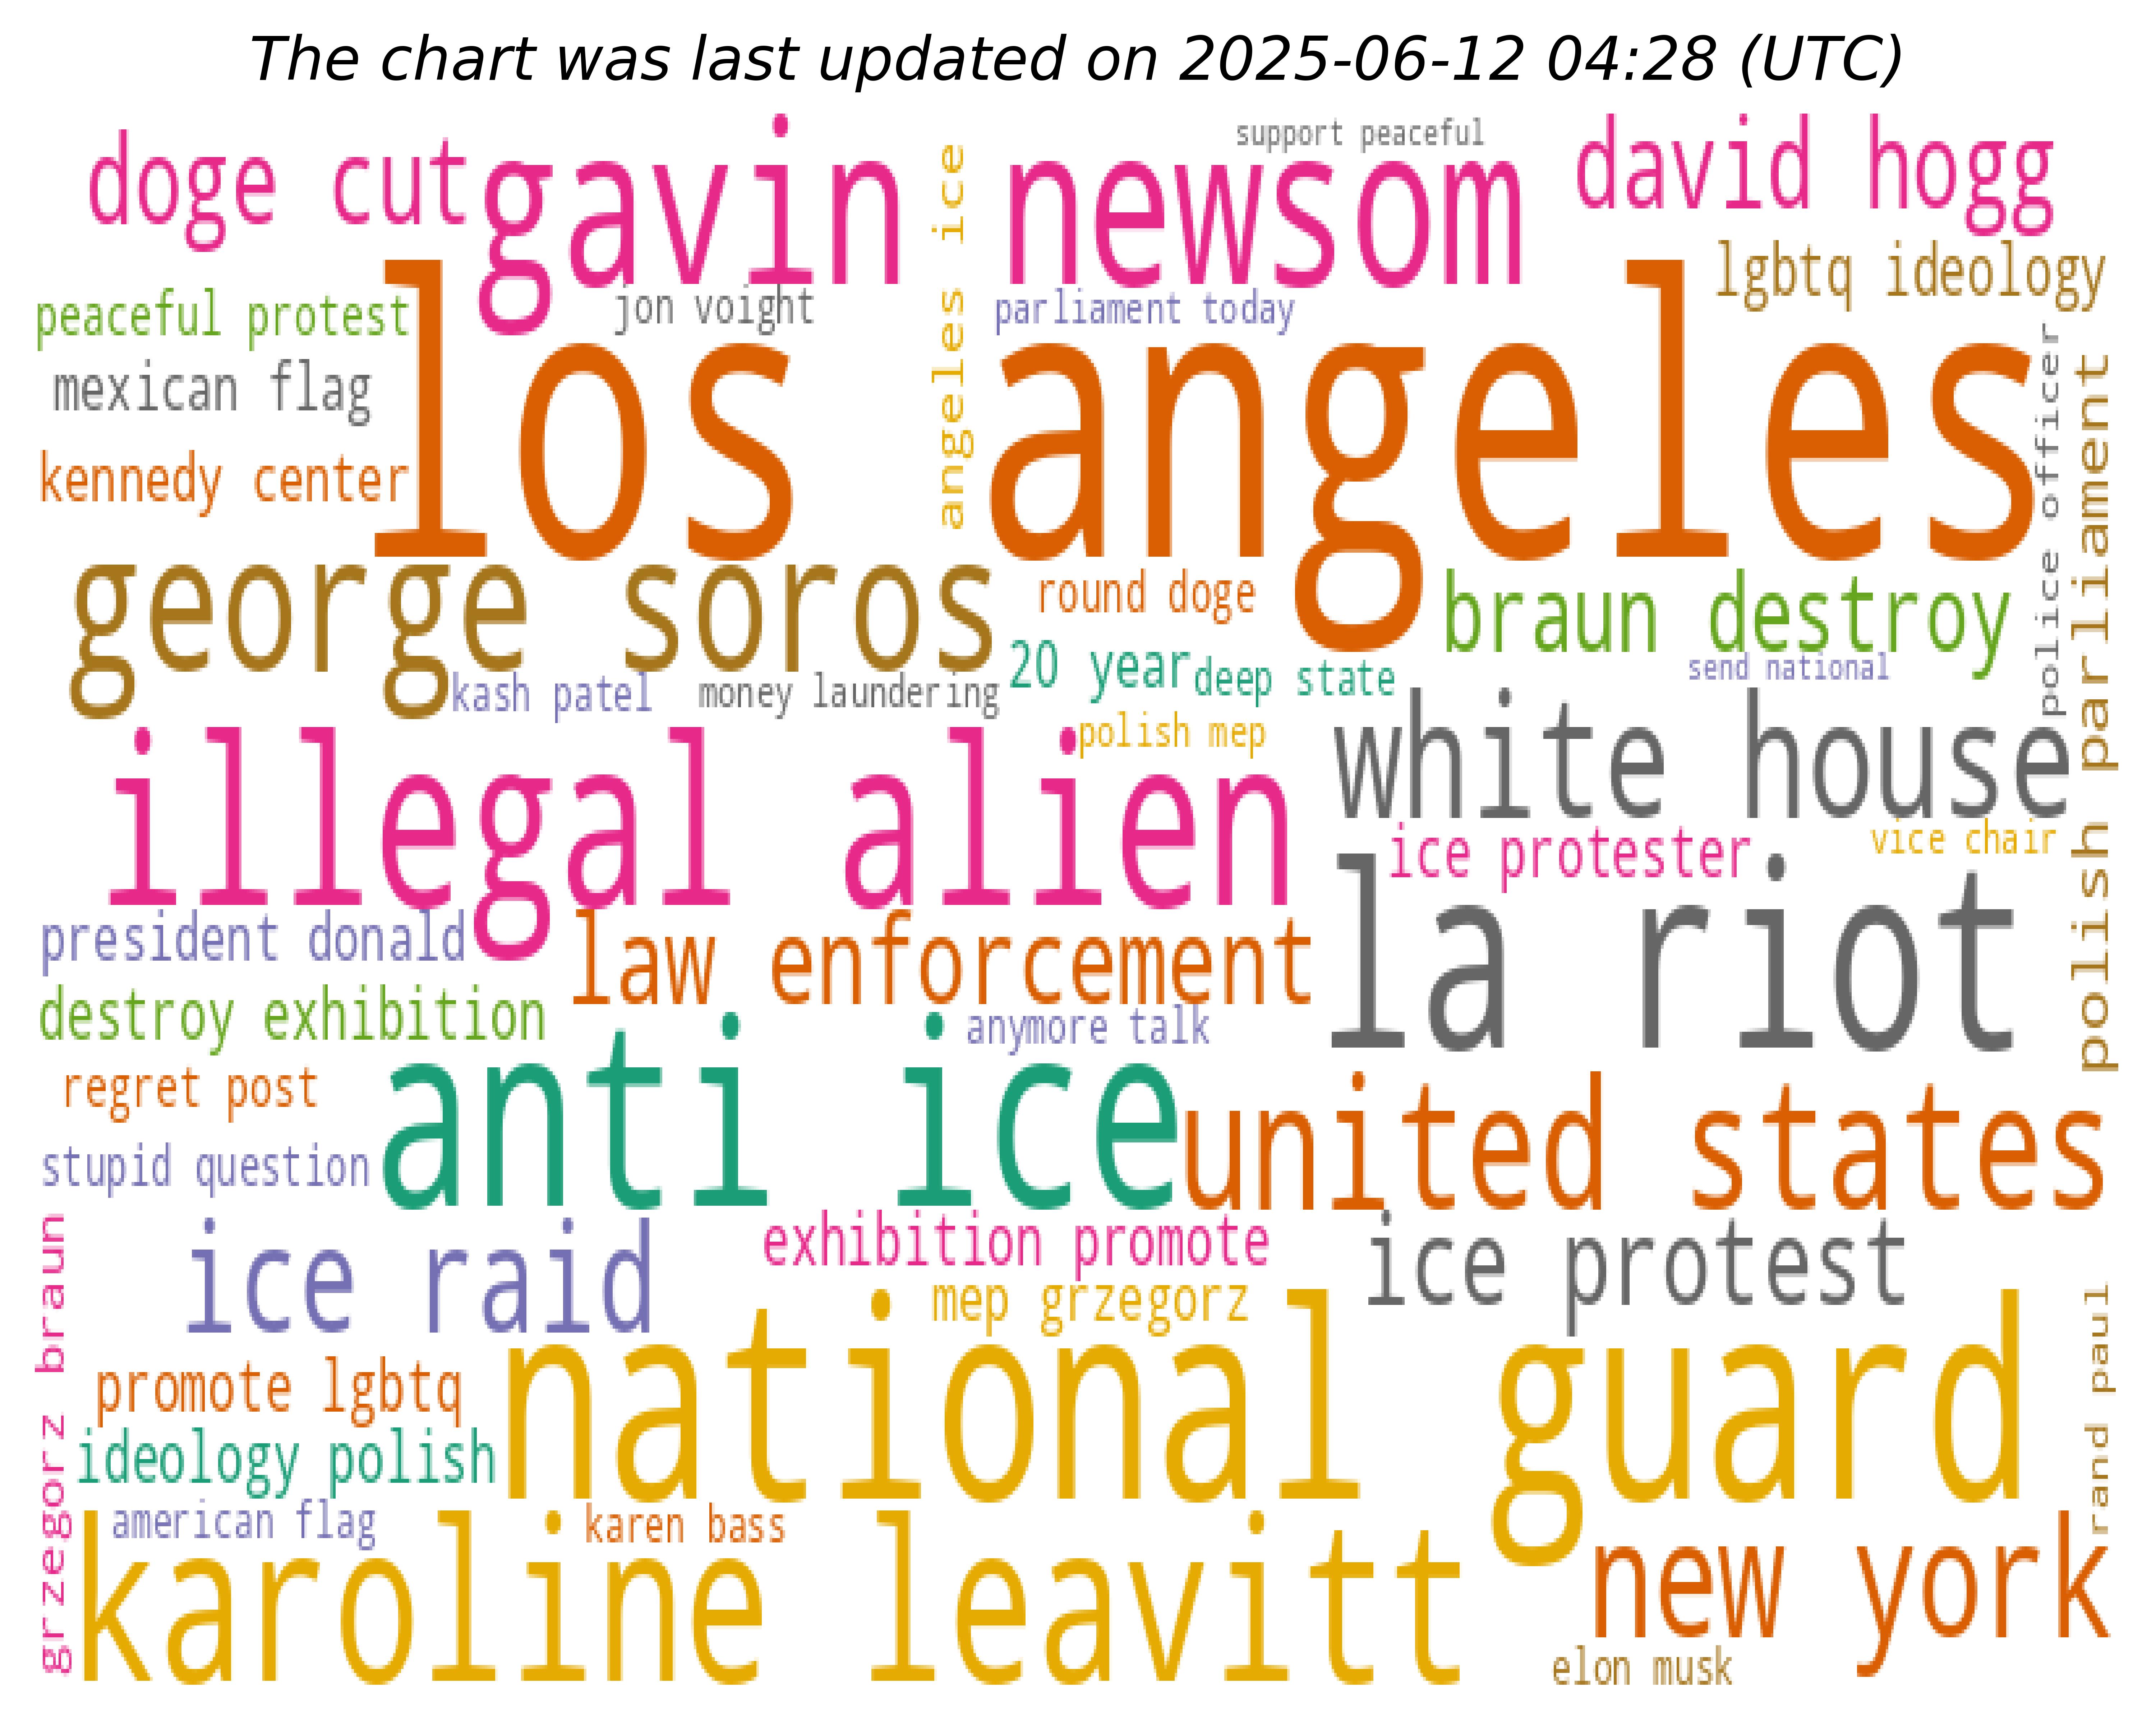 The chart was last updated on 2025-06-12 04:28 (UTC)
support peaceful
doge cut
gavin newsom
david hogg
angeles ice
lgbtq ideology
peaceful protest
jon voight
parliament today
los angeles
mexican flag
police officer
polish parliament
kennedy center
george soros
round doge
braun destroy
20 year
deep state
send national
kash patel
money laundering
polish mep
white house
illegal alien
ice protester
vice chair
la riot
president donald
law enforcement
destroy exhibition
anymore talk
anti ice
regret post
united states
stupid question
grzegorz braun
ice raid
exhibition promote
ice protest
mep grzegorz
rand paul
national guard
promote lgbtq
ideology polish
american flag
karen bass
karoline leavitt
new york
elon musk